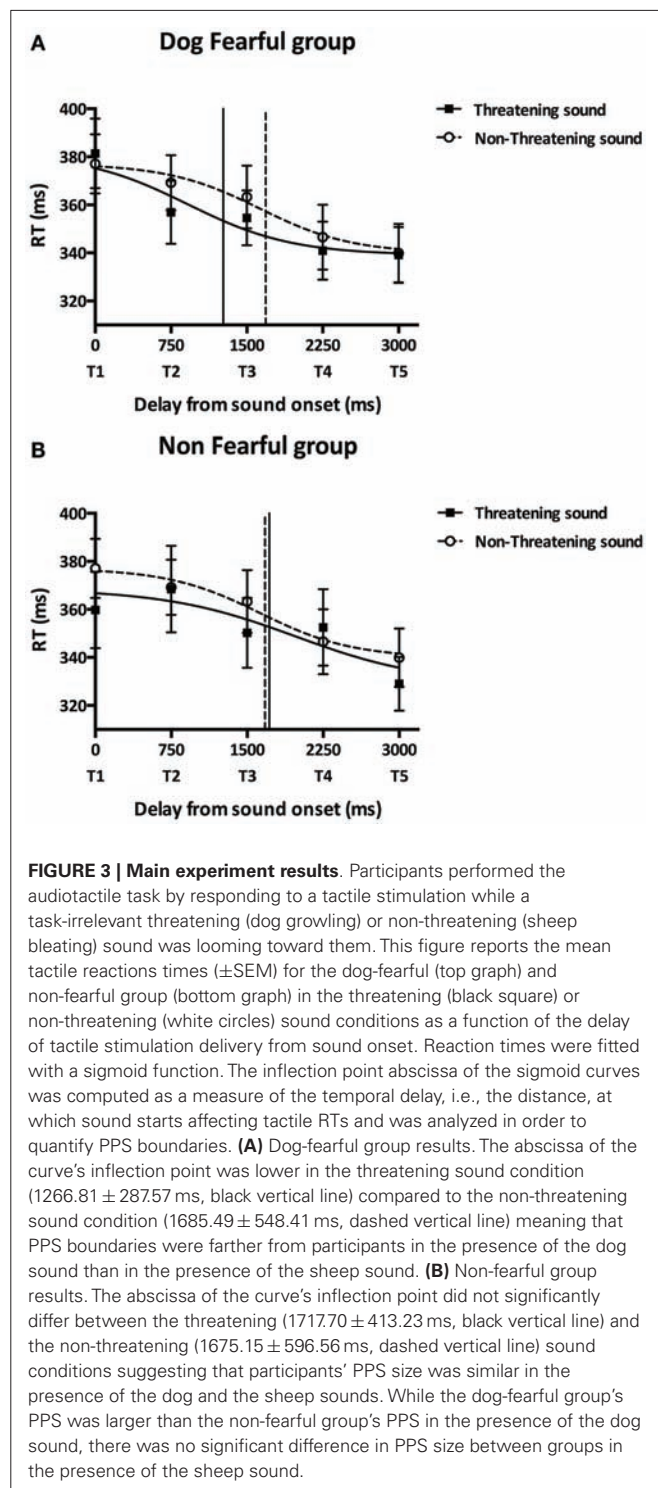 A
Dog Fearful group
400
380
360
340
320
RT (ms)
Threatening sound
Non-Threatening sound
0 750 1500 2250 3000
T1 T2 T3 T4 T5
Delay from sound onset (ms)
B
Non Fearful group
400
380
360
340
320
RT (ms)
Threatening sound
Non-Threatening sound
0 750 1500 2250 3000
T1 T2 T3 T4 T5
Delay from sound onset (ms)
FIGURE 3 | Main experiment results. Participants performed the
audiotactile task by responding to a tactile stimulation while a
task-irrelevant threatening (dog growling) or non-threatening (sheep
bleating) sound was looming toward them. This figure reports the mean
tactile reactions times (±SEM) for the dog-fearful (top graph) and
non-fearful group (bottom graph) in the threatening (black square) or
non-threatening (white circles) sound conditions as a function of the delay
of tactile stimulation delivery from sound onset. Reaction times were fitted
with a sigmoid function. The inflection point abscissa of the sigmoid curves
was computed as a measure of the temporal delay, i.e., the distance, at
which sound starts affecting tactile RTs and was analyzed in order to
quantify PPS boundaries. (A) Dog-fearful group results. The abscissa of the
curve's inflection point was lower in the threatening sound condition
(1266.81 ± 287.57 ms, black vertical line) compared to the non-threatening
sound condition (1685.49 ± 548.41 ms, dashed vertical line) meaning that
PPS boundaries were farther from participants in the presence of the dog
sound than in the presence of the sheep sound. (B) Non-fearful group
results. The abscissa of the curve's inflection point did not significantly
differ between the threatening (1717.70 ± 413.23 ms, black vertical line) and
the non-threatening (1675.15 ± 596.56 ms, dashed vertical line) sound
conditions suggesting that participants' PPS size was similar in the
presence of the dog and the sheep sounds. While the dog-fearful group's
PPS was larger than the non-fearful group's PPS in the presence of the dog
sound, there was no significant difference in PPS size between groups in
the presence of the sheep sound.